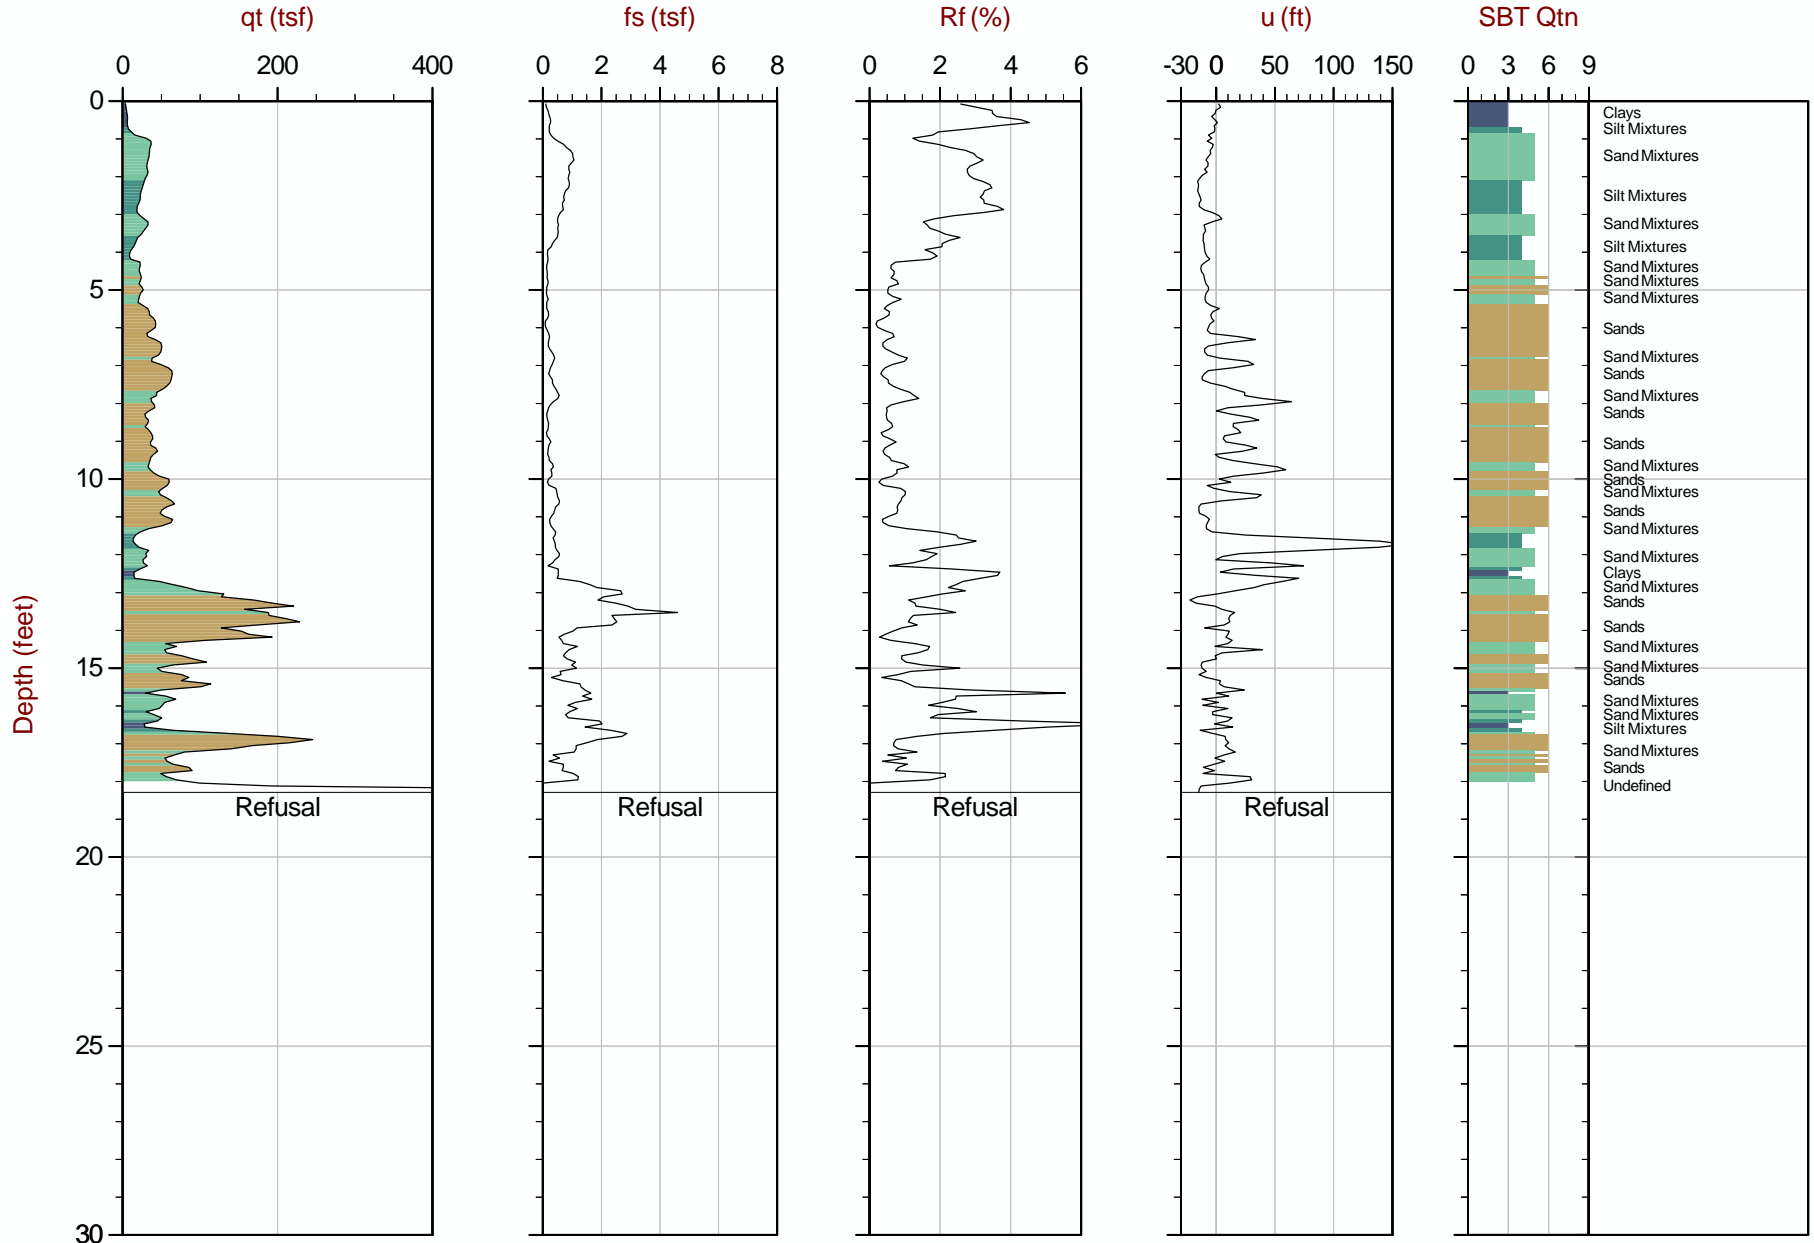 qt (tsf) fs (tsf) Rf (%) u (ft) SBT Qtn
0 200 400 0 2 4 6 8 0 2 4 6 -30 0 50 100 150 0 3 6 9
0
5
10
15
20
25
30
Depth (feet)
Clays
Silt Mixtures
Sand Mixtures
Silt Mixtures
Sand Mixtures
Silt Mixtures
Sand Mixtures
Sand Mixtures
Sand Mixtures
Sands
Sand Mixtures
Sands
Sand Mixtures
Sands
Sands
Sand Mixtures
Sands
Sand Mixtures
Sands
Sand Mixtures
Sand Mixtures
Clays
Sand Mixtures
Sands
Sands
Sand Mixtures
Sand Mixtures
Sands
Sand Mixtures
Sand Mixtures
Silt Mixtures
Sand Mixtures
Sands
Undefined
Refusal Refusal Refusal Refusal